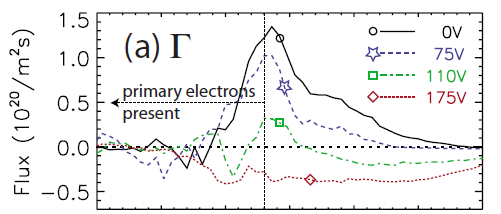 (a) Γ
0V
75V
110V
175V
primary electrons
present
Flux (10²⁰/m²s)
1.5
1.0
0.5
0.0
-0.5